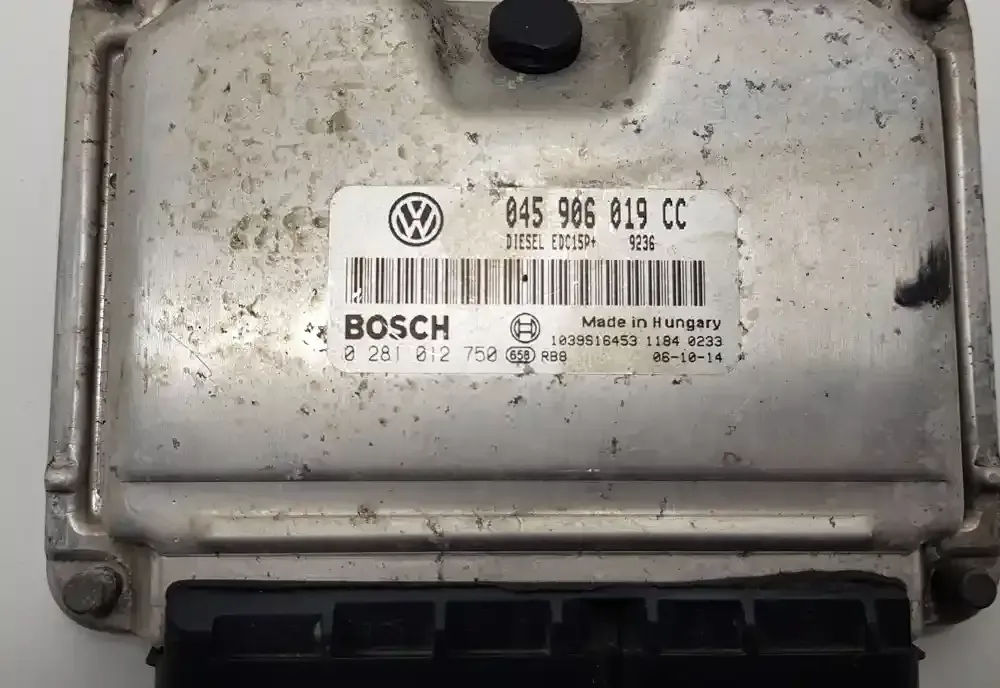 045 906 019 CC
DIESEL EDC15P+ 9236
BOSCH
Made in Hungary
1039S16453 1184 0233
0 281 012 750 658 RB8 06-10-14